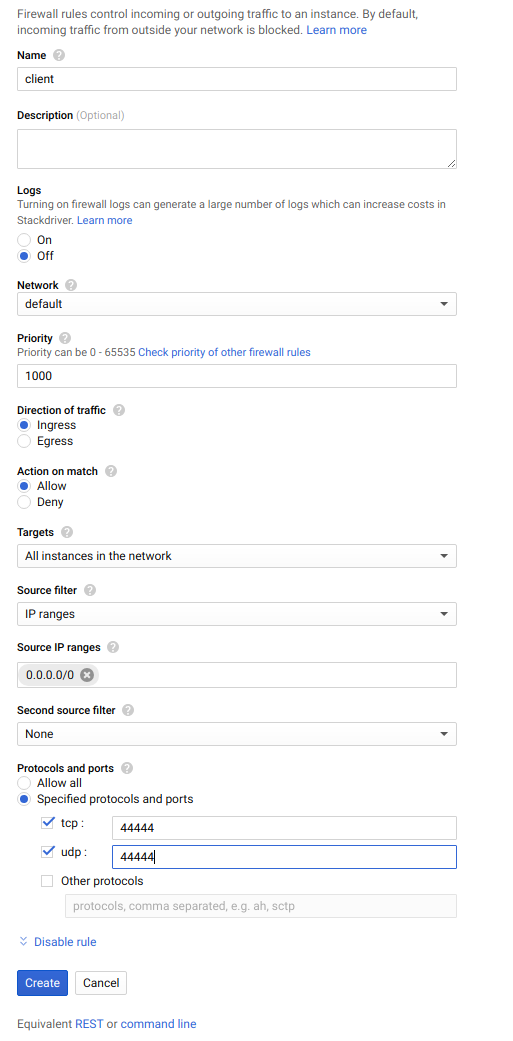 Firewall rules control incoming or outgoing traffic to an instance. By default,
incoming traffic from outside your network is blocked. Learn more
Name
client
Description (Optional)
Logs
Turning on firewall logs can generate a large number of logs which can increase costs in
Stackdriver. Learn more
On
Off
Network
default
Priority
Priority can be 0 - 65535 Check priority of other firewall rules
1000
Direction of traffic
Ingress
Egress
Action on match
Allow
Deny
Targets
All instances in the network
Source filter
IP ranges
Source IP ranges
0.0.0.0/0
Second source filter
None
Protocols and ports
Allow all
Specified protocols and ports
tcp : 44444
udp : 44444
Other protocols
protocols, comma separated, e.g. ah, sctp
Disable rule
Create Cancel
Equivalent REST or command line